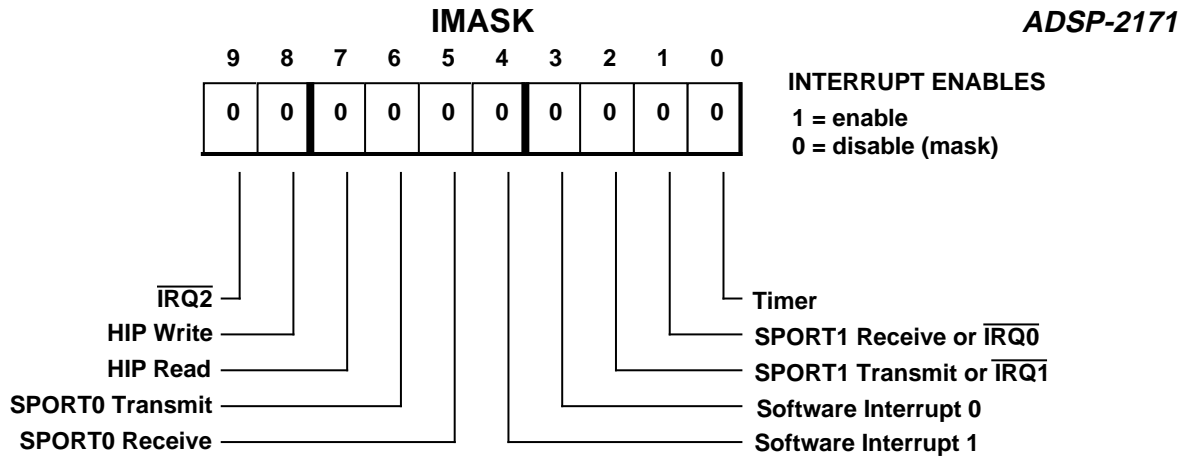 IMASK
ADSP-2171
9 8 7 6 5 4 3 2 1 0
0 0 0 0 0 0 0 0 0 0
INTERRUPT ENABLES
1 = enable
0 = disable (mask)
IRQ2
HIP Write
HIP Read
SPORT0 Transmit
SPORT0 Receive
Timer
SPORT1 Receive or IRQ0
SPORT1 Transmit or IRQ1
Software Interrupt 0
Software Interrupt 1